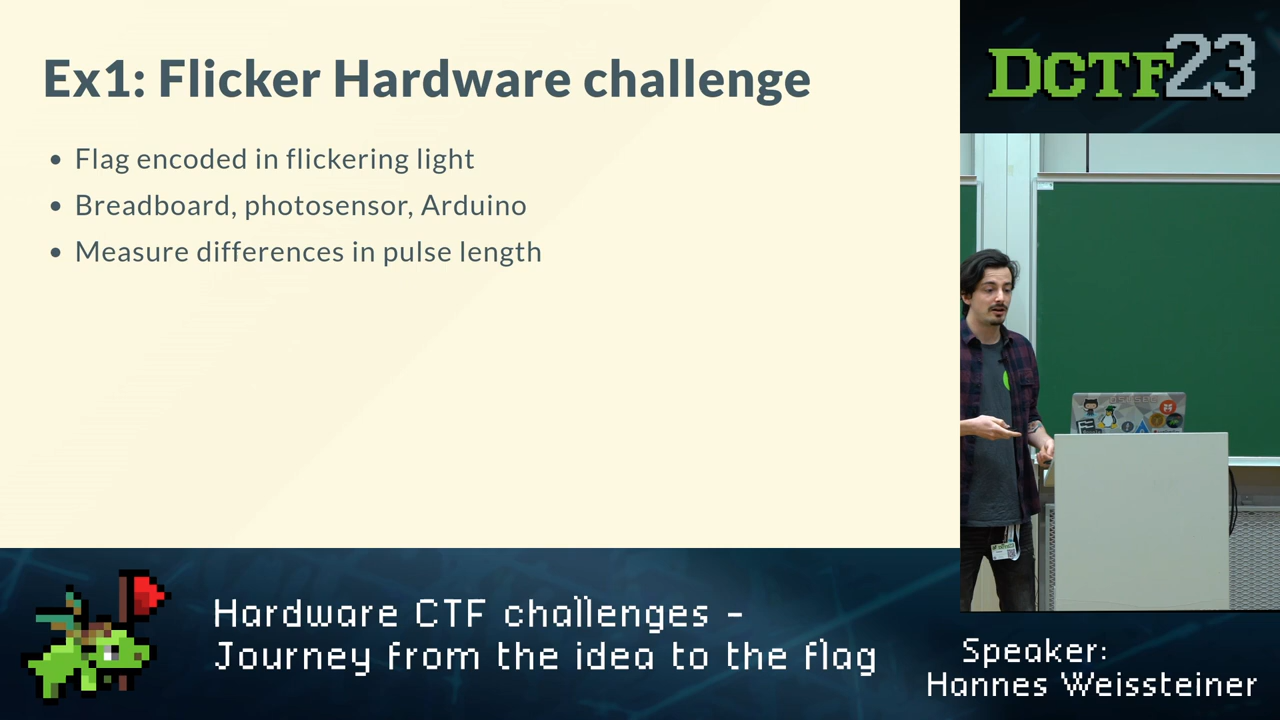 Ex1: Flicker Hardware challenge
• Flag encoded in flickering light
• Breadboard, photosensor, Arduino
• Measure differences in pulse length
DCTF23
Hardware CTF challenges -
Journey from the idea to the flag
Speaker:
Hannes Weissteiner